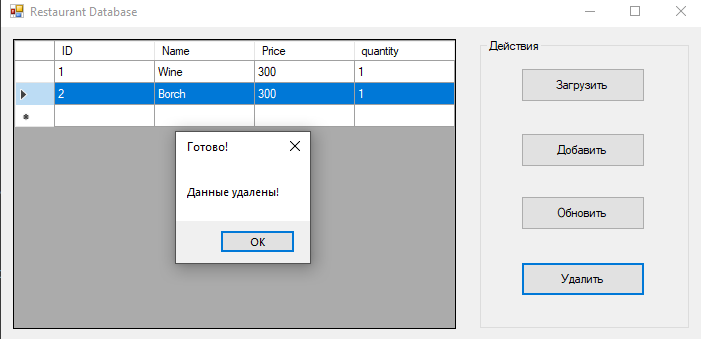 Restaurant Database
ID Name Price quantity
1 Wine 300 1
2 Borch 300 1
Готово!
Данные удалены!
OK
Действия
Загрузить
Добавить
Обновить
Удалить